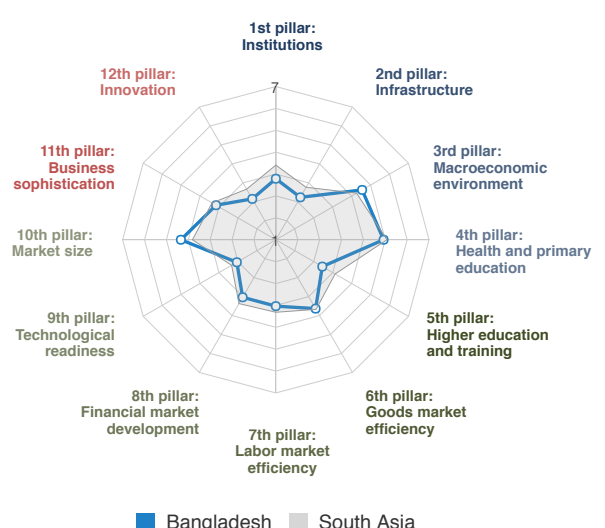 1st pillar:
Institutions
2nd pillar:
Infrastructure
3rd pillar:
Macroeconomic
environment
4th pillar:
Health and primary
education
5th pillar:
Higher education
and training
6th pillar:
Goods market
efficiency
7th pillar:
Labor market
efficiency
8th pillar:
Financial market
development
9th pillar:
Technological
readiness
10th pillar:
Market size
11th pillar:
Business
sophistication
12th pillar:
Innovation
7
1
Bangladesh South Asia